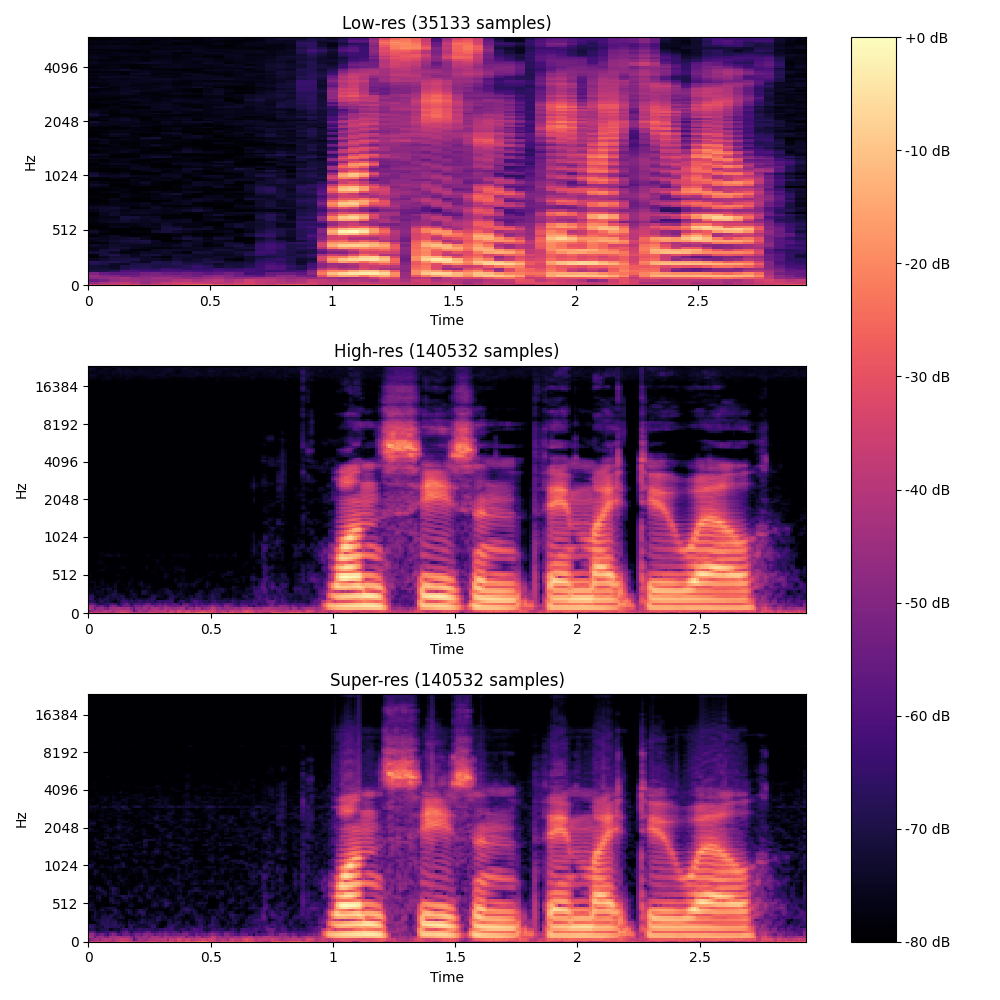 Low-res (35133 samples)
Hz
4096
2048
1024
512
0
0 0.5 1 1.5 2 2.5
Time
High-res (140532 samples)
Hz
16384
8192
4096
2048
1024
512
0
0 0.5 1 1.5 2 2.5
Time
Super-res (140532 samples)
Hz
16384
8192
4096
2048
1024
512
0
0 0.5 1 1.5 2 2.5
Time
+0 dB
-10 dB
-20 dB
-30 dB
-40 dB
-50 dB
-60 dB
-70 dB
-80 dB